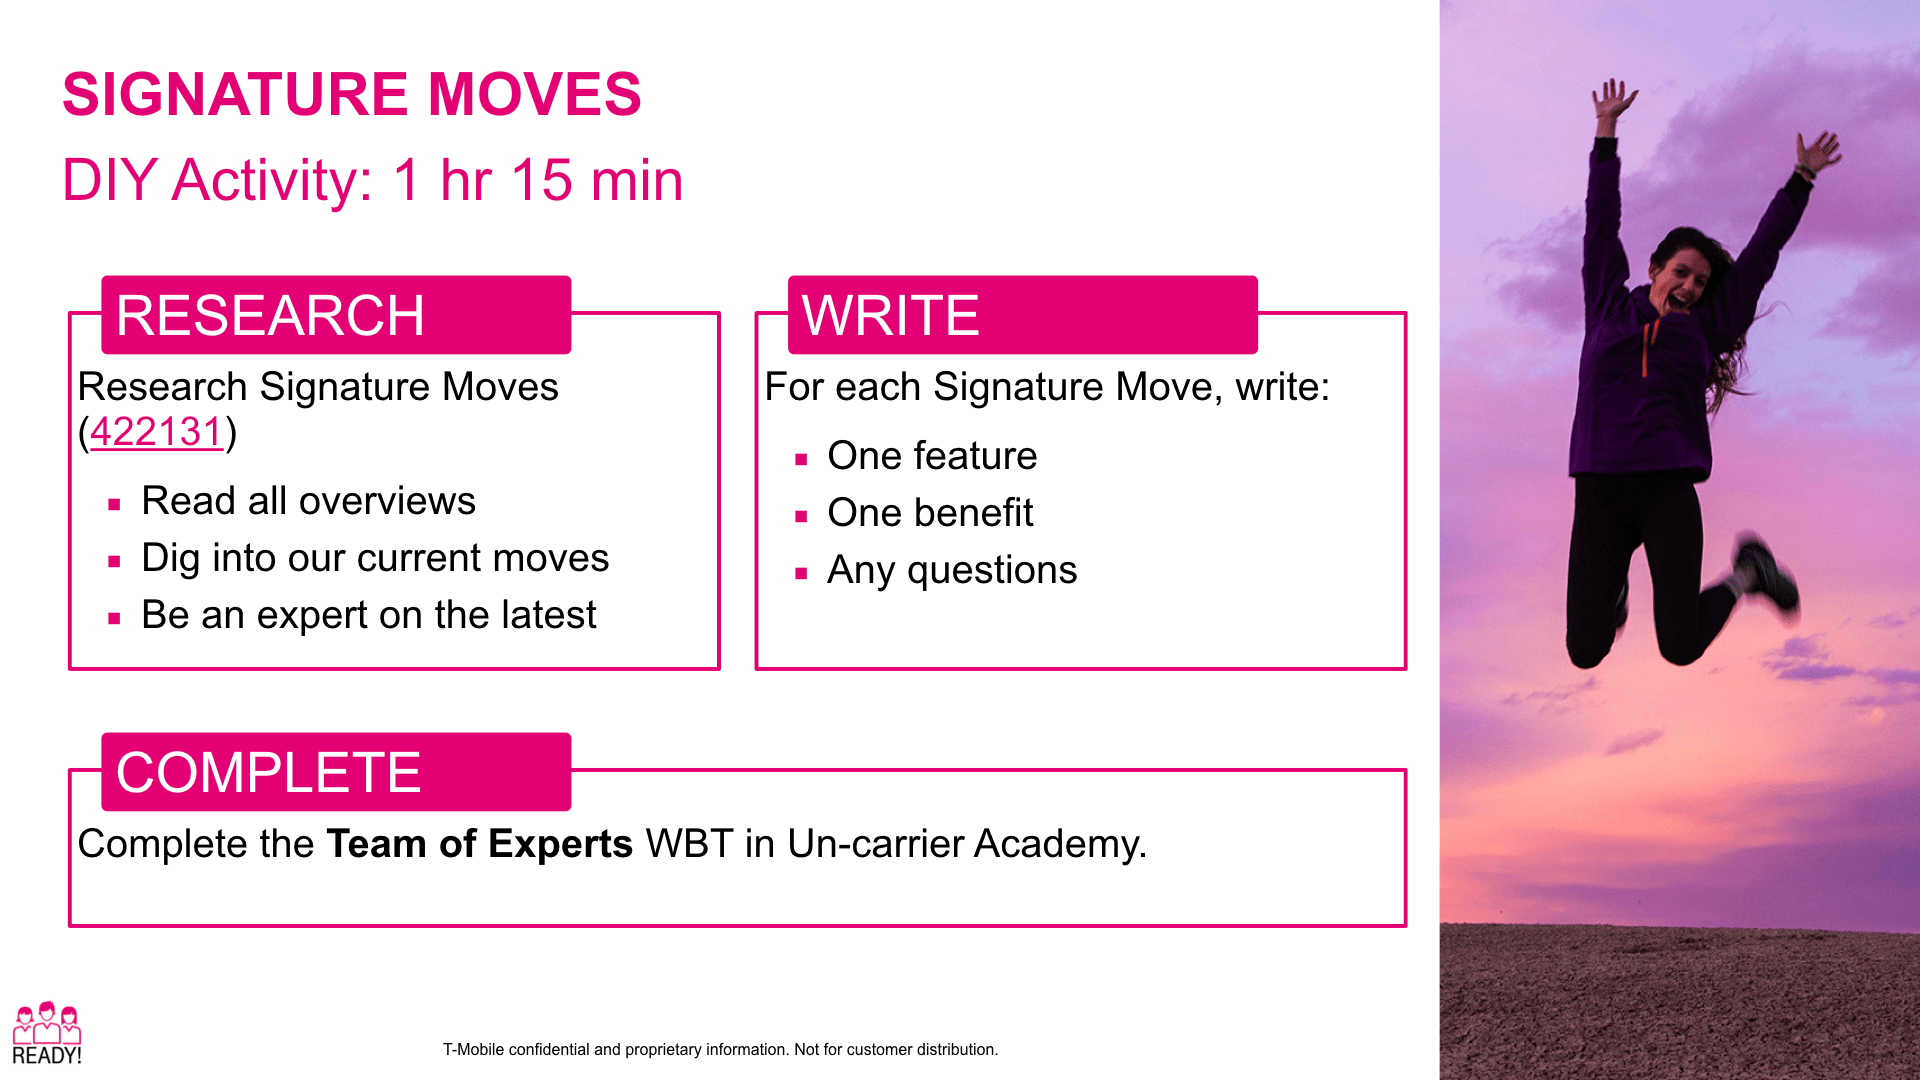 SIGNATURE MOVES
DIY Activity: 1 hr 15 min
RESEARCH
Research Signature Moves
(422131)
Read all overviews
Dig into our current moves
Be an expert on the latest
WRITE
For each Signature Move, write:
One feature
One benefit
Any questions
COMPLETE
Complete the Team of Experts WBT in Un-carrier Academy.
READY!
T-Mobile confidential and proprietary information. Not for customer distribution.